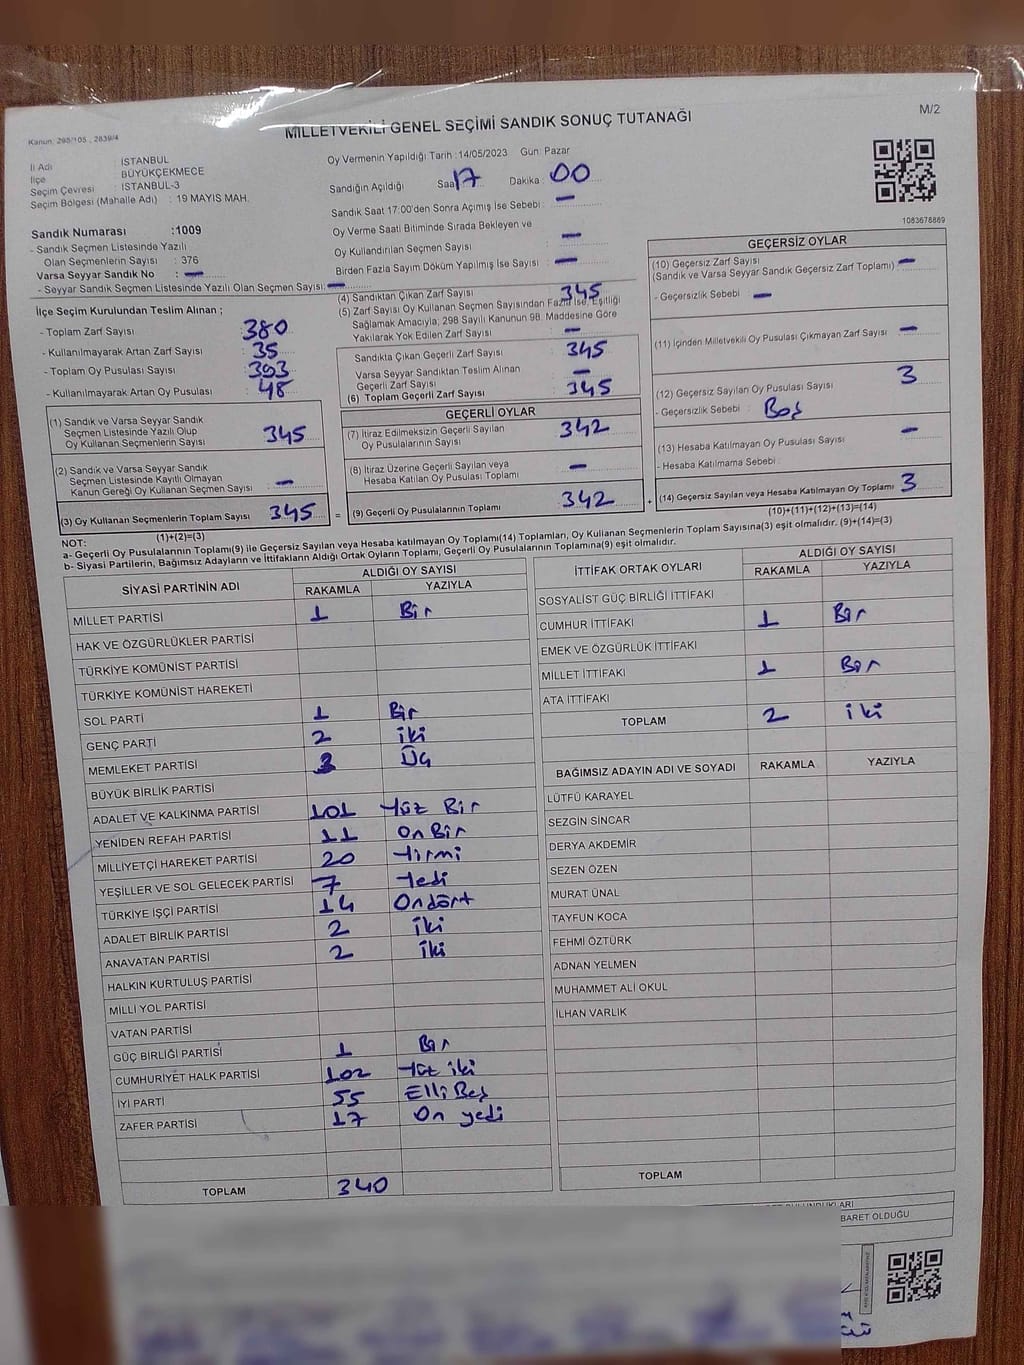 M/2
Kanun, 298/105 , 2839/4
MİLLETVEKİLİ GENEL SEÇİMİ SANDIK SONUÇ TUTANAĞI
İl Adı : İSTANBUL
İlçe BÜYÜKÇEKMECE
Seçim Çevresi : İSTANBUL-3
Seçim Bölgesi (Mahalle Adı) : 19 MAYIS MAH.
Sandık Numarası :1009
- Sandık Seçmen Listesinde Yazılı
Olan Seçmenlerin Sayısı : 376
Varsa Seyyar Sandık No : —
- Seyyar Sandık Seçmen Listesinde Yazılı Olan Seçmen Sayısı: —
Oy Vermenin Yapıldığı Tarih : 14/05/2023 Gün: Pazar
Sandığın Açıldığı Saat 17 Dakika : 00
Sandık Saat 17:00'den Sonra Açımış İse Sebebi : —
Oy Verme Saati Bitiminde Sırada Bekleyen ve
Oy Kullandırılan Seçmen Sayısı : —
Birden Fazla Sayım Döküm Yapılmış İse Sayısı : —
1083678869
İlçe Seçim Kurulundan Teslim Alınan ;
- Toplam Zarf Sayısı : 380
- Kullanılmayarak Artan Zarf Sayısı : 35
- Toplam Oy Pusulası Sayısı : 393
- Kullanılmayarak Artan Oy Pusulası : 48
(1) Sandık ve Varsa Seyyar Sandık
Seçmen Listesinde Yazılı Olup
Oy Kullanan Seçmenlerin Sayısı : 345
(2) Sandık ve Varsa Seyyar Sandık
Seçmen Listesinde Kayıtlı Olmayan
Kanun Gereği Oy Kullanan Seçmen Sayısı : —
(3) Oy Kullanan Seçmenlerin Toplam Sayısı : 345
(1)+(2)=(3)
(4) Sandıktan Çıkan Zarf Sayısı : 345
(5) Zarf Sayısı Oy Kullanan Seçmen Sayısından Fazla İse, Eşitliği
Sağlamak Amacıyla, 298 Sayılı Kanunun 98. Maddesine Göre
Yakılarak Yok Edilen Zarf Sayısı : —
Sandıkta Çıkan Geçerli Zarf Sayısı : 345
Varsa Seyyar Sandıktan Teslim Alınan
Geçerli Zarf Sayısı : —
(6) Toplam Geçerli Zarf Sayısı : 345
GEÇERLİ OYLAR
(7) İtiraz Edilmeksizin Geçerli Sayılan
Oy Pusulalarının Sayısı : 342
(8) İtiraz Üzerine Geçerli Sayılan veya
Hesaba Katılan Oy Pusulası Toplamı : —
= (9) Geçerli Oy Pusulalarının Toplamı : 342
GEÇERSİZ OYLAR
(10) Geçersiz Zarf Sayısı : —
(Sandık ve Varsa Seyyar Sandık Geçersiz Zarf Toplamı)
- Geçersizlik Sebebi : —
(11) İçinden Milletvekili Oy Pusulası Çıkmayan Zarf Sayısı : —
(12) Geçersiz Sayılan Oy Pusulası Sayısı : 3
- Geçersizlik Sebebi : Boş
(13) Hesaba Katılmayan Oy Pusulası Sayısı : —
- Hesaba Katılmama Sebebi :
+ (14) Geçersiz Sayılan veya Hesaba Katılmayan Oy Toplamı : 3
(10)+(11)+(12)+(13)=(14)
NOT:
a- Geçerli Oy Pusulalarının Toplamı(9) ile Geçersiz Sayılan veya Hesaba katılmayan Oy Toplamı(14) Toplamları, Oy Kullanan Seçmenlerin Toplam Sayısına(3) eşit olmalıdır. (9)+(14)=(3)
b- Siyasi Partilerin, Bağımsız Adayların ve İttifakların Aldığı Ortak Oyların Toplamı, Geçerli Oy Pusulalarının Toplamına(9) eşit olmalıdır.
SİYASİ PARTİNİN ADI ALDIĞI OY SAYISI
RAKAMLA YAZIYLA
MİLLET PARTİSİ 1 Bir
HAK VE ÖZGÜRLÜKLER PARTİSİ
TÜRKİYE KOMÜNİST PARTİSİ
TÜRKİYE KOMÜNİST HAREKETİ
SOL PARTİ 1 Bir
GENÇ PARTİ 2 iki
MEMLEKET PARTİSİ 3 Üç
BÜYÜK BİRLİK PARTİSİ
ADALET VE KALKINMA PARTİSİ 101 Yüz Bir
YENİDEN REFAH PARTİSİ 11 On Bir
MİLLİYETÇİ HAREKET PARTİSİ 20 Yirmi
YEŞİLLER VE SOL GELECEK PARTİSİ 7 Yedi
TÜRKİYE İŞÇİ PARTİSİ 14 Ondört
ADALET BİRLİK PARTİSİ 2 iki
ANAVATAN PARTİSİ 2 iki
HALKIN KURTULUŞ PARTİSİ
MİLLİ YOL PARTİSİ
VATAN PARTİSİ
GÜÇ BİRLİĞİ PARTİSİ 1 Bir
CUMHURİYET HALK PARTİSİ 102 Yüz iki
İYİ PARTİ 55 Elli Beş
ZAFER PARTİSİ 17 On yedi
TOPLAM 340
İTTİFAK ORTAK OYLARI ALDIĞI OY SAYISI
RAKAMLA YAZIYLA
SOSYALİST GÜÇ BİRLİĞİ İTTİFAKI
CUMHUR İTTİFAKI 1 Bir
EMEK VE ÖZGÜRLÜK İTTİFAKI
MİLLET İTTİFAKI 1 Bir
ATA İTTİFAKI
TOPLAM 2 iki
BAĞIMSIZ ADAYIN ADI VE SOYADI RAKAMLA YAZIYLA
LÜTFÜ KARAYEL
SEZGİN SİNCAR
DERYA AKDEMİR
SEZEN ÖZEN
MURAT ÜNAL
TAYFUN KOCA
FEHMİ ÖZTÜRK
ADNAN YELMEN
MUHAMMET ALİ OKUL
İLHAN VARLIK
TOPLAM
BARET OLDUĞU